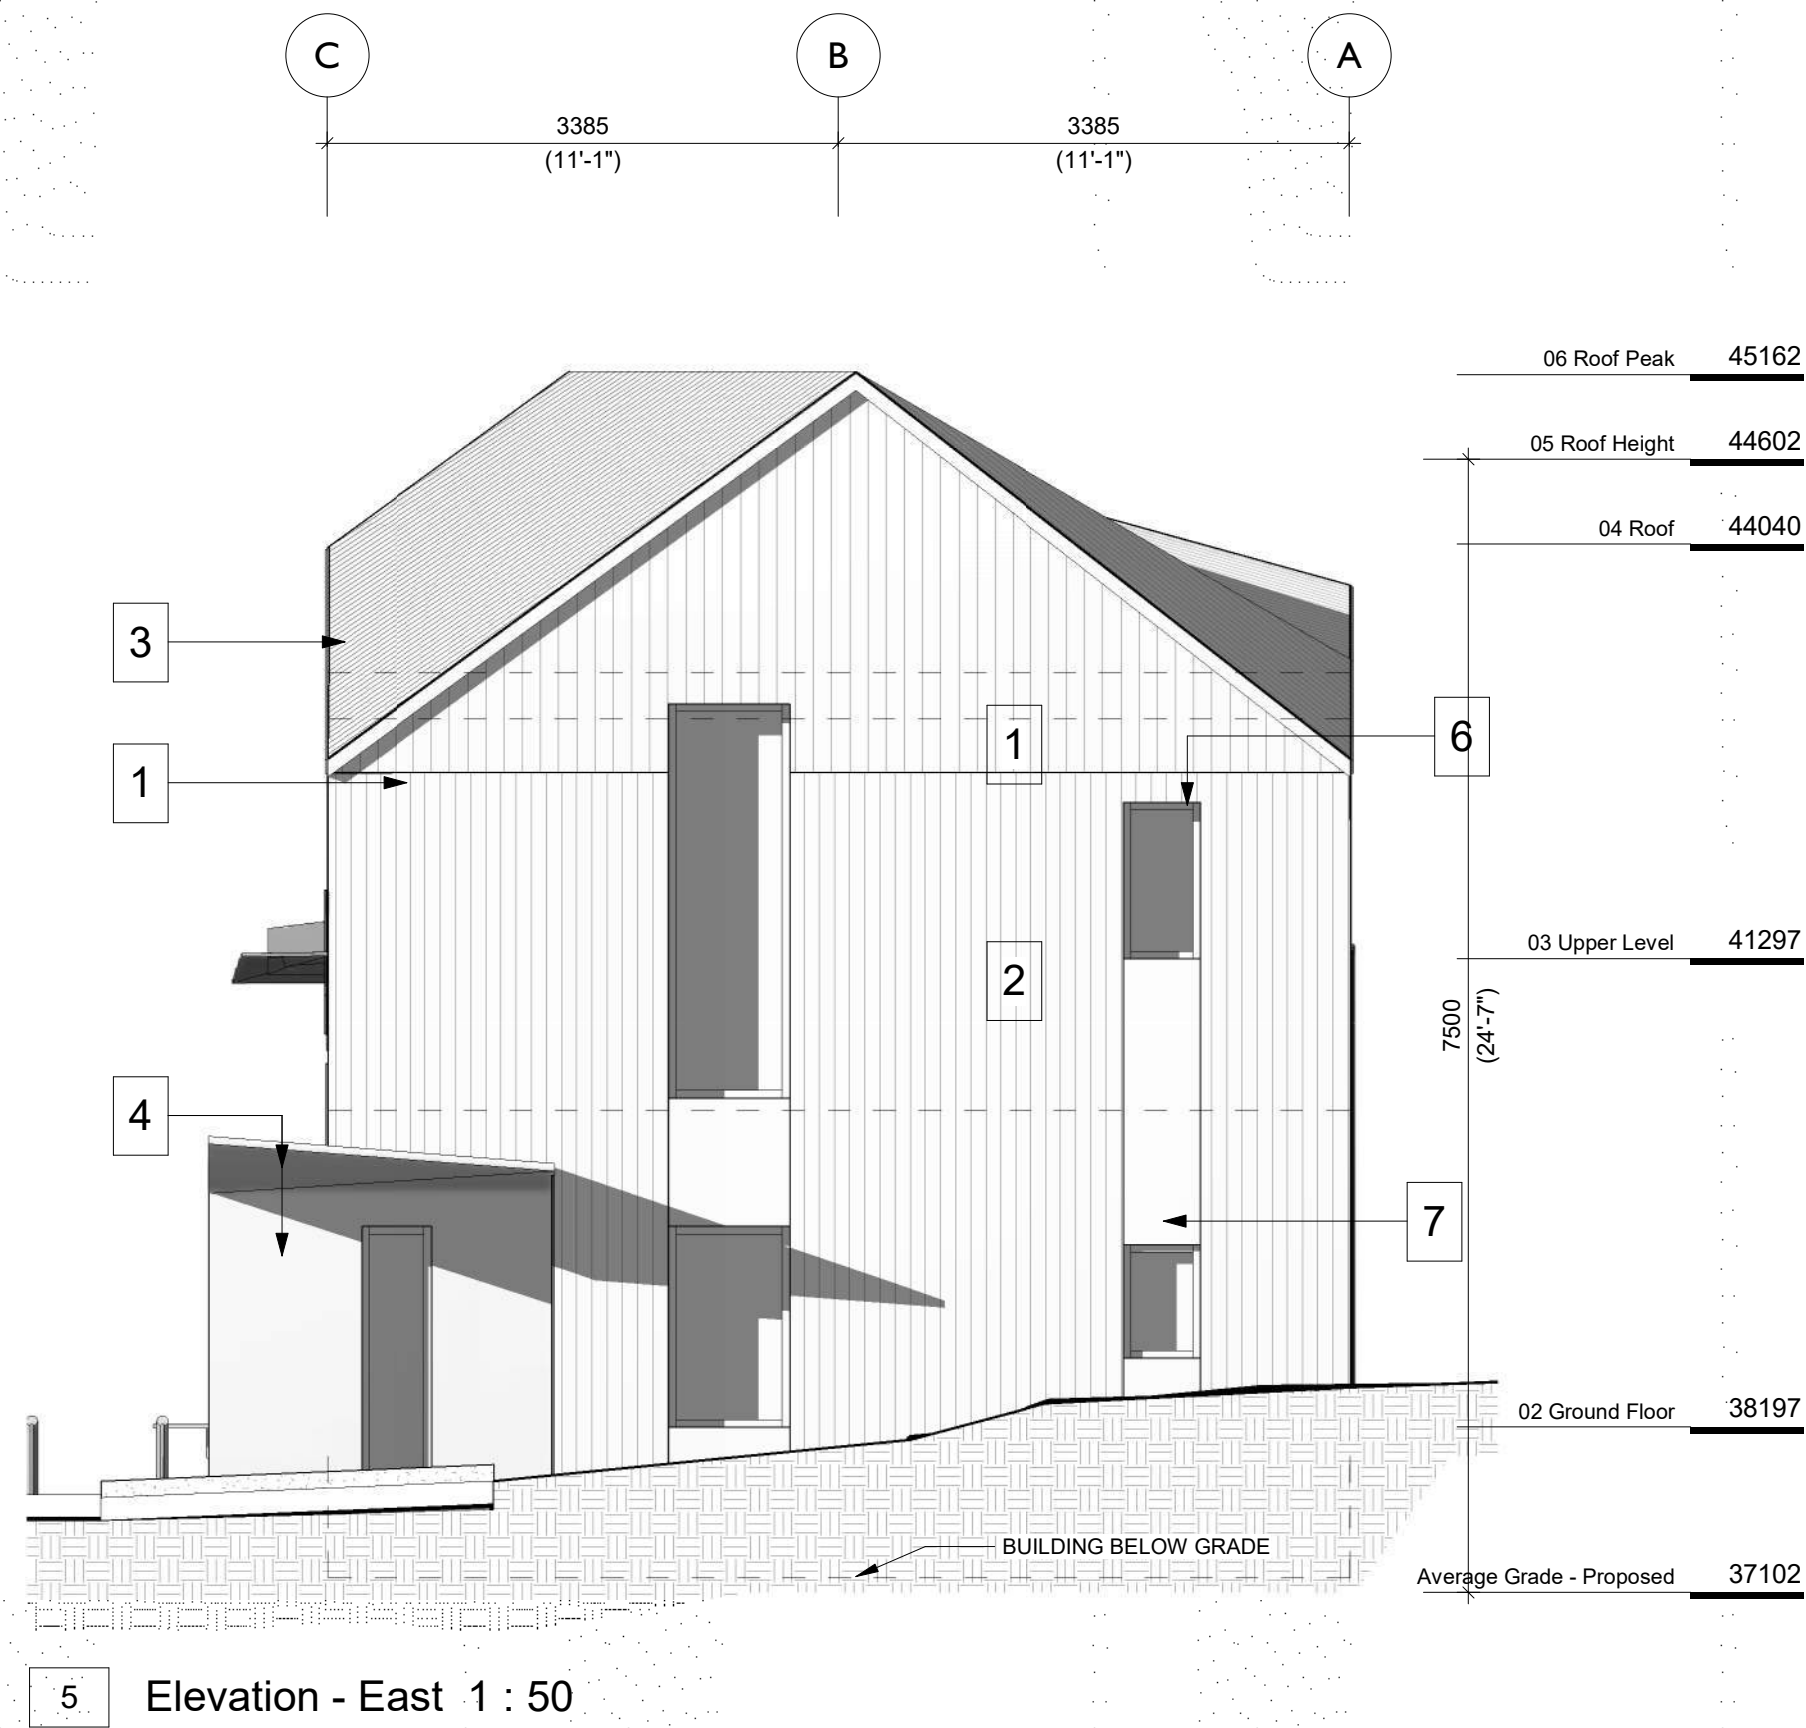 C B A
3385 3385
(11'-1") (11'-1")
06 Roof Peak 45162
05 Roof Height 44602
04 Roof 44040
3
1
1
6
03 Upper Level 41297
2
7500
(24'-7")
4
7
02 Ground Floor 38197
BUILDING BELOW GRADE
Average Grade - Proposed 37102
5 Elevation - East 1 : 50